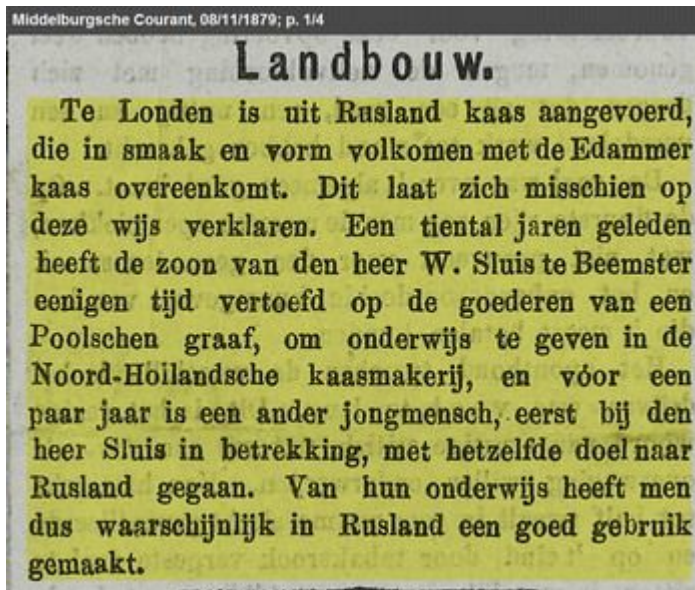 Middelburgsche Courant, 08/11/1879; p. 1/4
Landbouw.
Te Londen is uit Rusland kaas aangevoerd,
die in smaak en vorm volkomen met de Edammer
kaas overeenkomt. Dit laat zich misschien op
deze wijs verklaren. Een tiental jaren geleden
heeft de zoon van den heer W. Sluis te Beemster
eenigen tijd vertoefd op de goederen van een
Poolschen graaf, om onderwijs te geven in de
Noord-Hollandsche kaasmakerij, en vóor een
paar jaar is een ander jongmensch, eerst bij den
heer Sluis in betrekking, met hetzelfde doel naar
Rusland gegaan. Van hun onderwijs heeft men
dus waarschijnlijk in Rusland een goed gebruik
gemaakt.